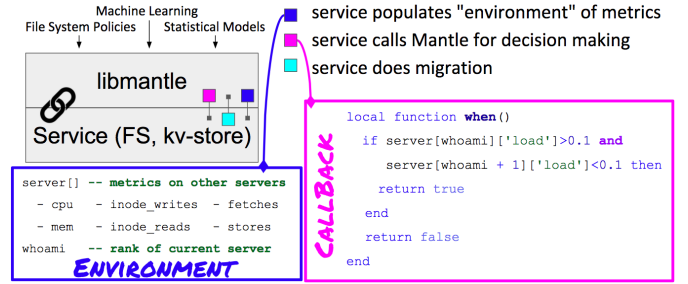 Machine Learning
File System Policies
Statistical Models
libmantle
Service (FS, kv-store)
service populates "environment" of metrics
service calls Mantle for decision making
service does migration
server[] -- metrics on other servers
- cpu - inode_writes - fetches
- mem - inode_reads - stores
whoami -- rank of current server
ENVIRONMENT
CALLBACK
local function when()
if server[whoami]['load']>0.1 and
server[whoami + 1]['load']<0.1 then
return true
end
return false
end